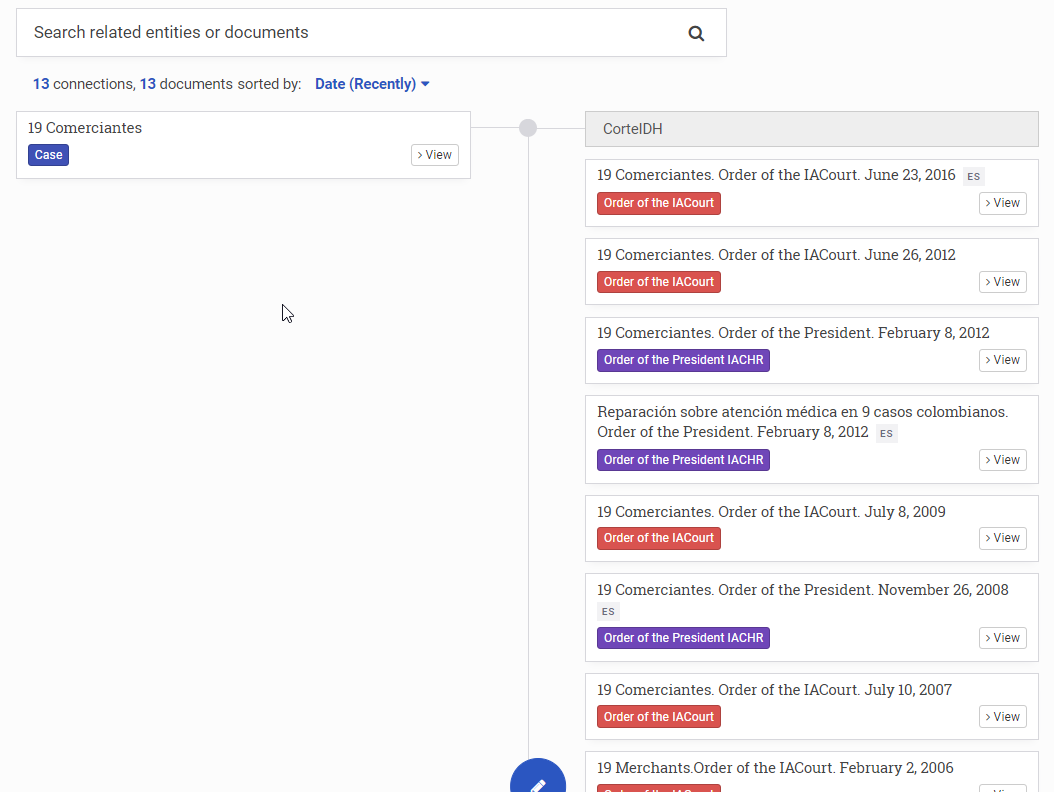 Search related entities or documents
13 connections, 13 documents sorted by: Date (Recently)
19 Comerciantes
Case
View
CorteIDH
19 Comerciantes. Order of the IACourt. June 23, 2016 ES
Order of the IACourt
View
19 Comerciantes. Order of the IACourt. June 26, 2012
Order of the IACourt
View
19 Comerciantes. Order of the President. February 8, 2012
Order of the President IACHR
View
Reparación sobre atención médica en 9 casos colombianos.
Order of the President. February 8, 2012 ES
Order of the President IACHR
View
19 Comerciantes. Order of the IACourt. July 8, 2009
Order of the IACourt
View
19 Comerciantes. Order of the President. November 26, 2008
ES
Order of the President IACHR
View
19 Comerciantes. Order of the IACourt. July 10, 2007
Order of the IACourt
View
19 Merchants.Order of the IACourt. February 2, 2006
Order of the IACourt
View